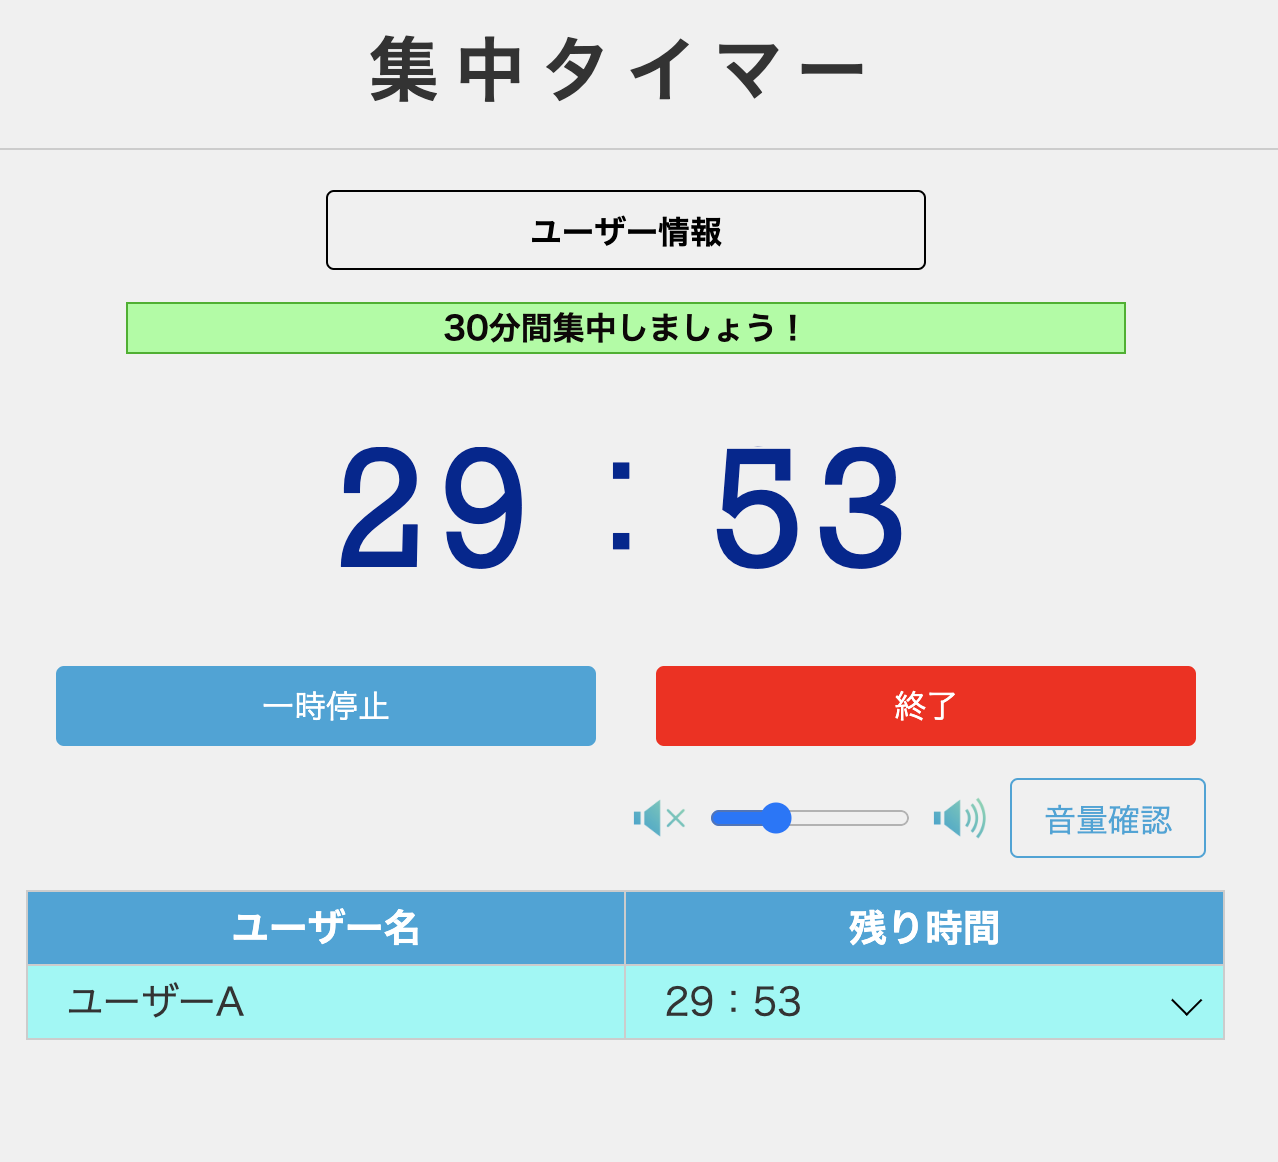 集中タイマー
ユーザー情報
30分間集中しましょう！
29：53
一時停止
終了
音量確認
ユーザー名
残り時間
ユーザーA
29：53